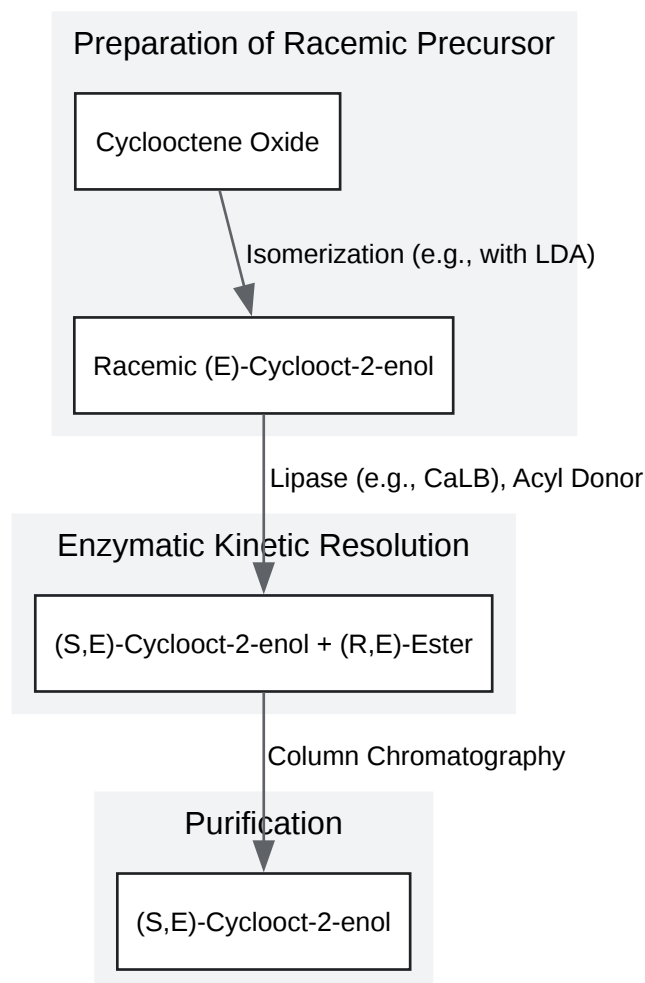 Preparation of Racemic Precursor
Cyclooctene Oxide
Isomerization (e.g., with LDA)
Racemic (E)-Cyclooct-2-enol
Lipase (e.g., CaLB), Acyl Donor
Enzymatic Kinetic Resolution
(S,E)-Cyclooct-2-enol + (R,E)-Ester
Column Chromatography
Purification
(S,E)-Cyclooct-2-enol